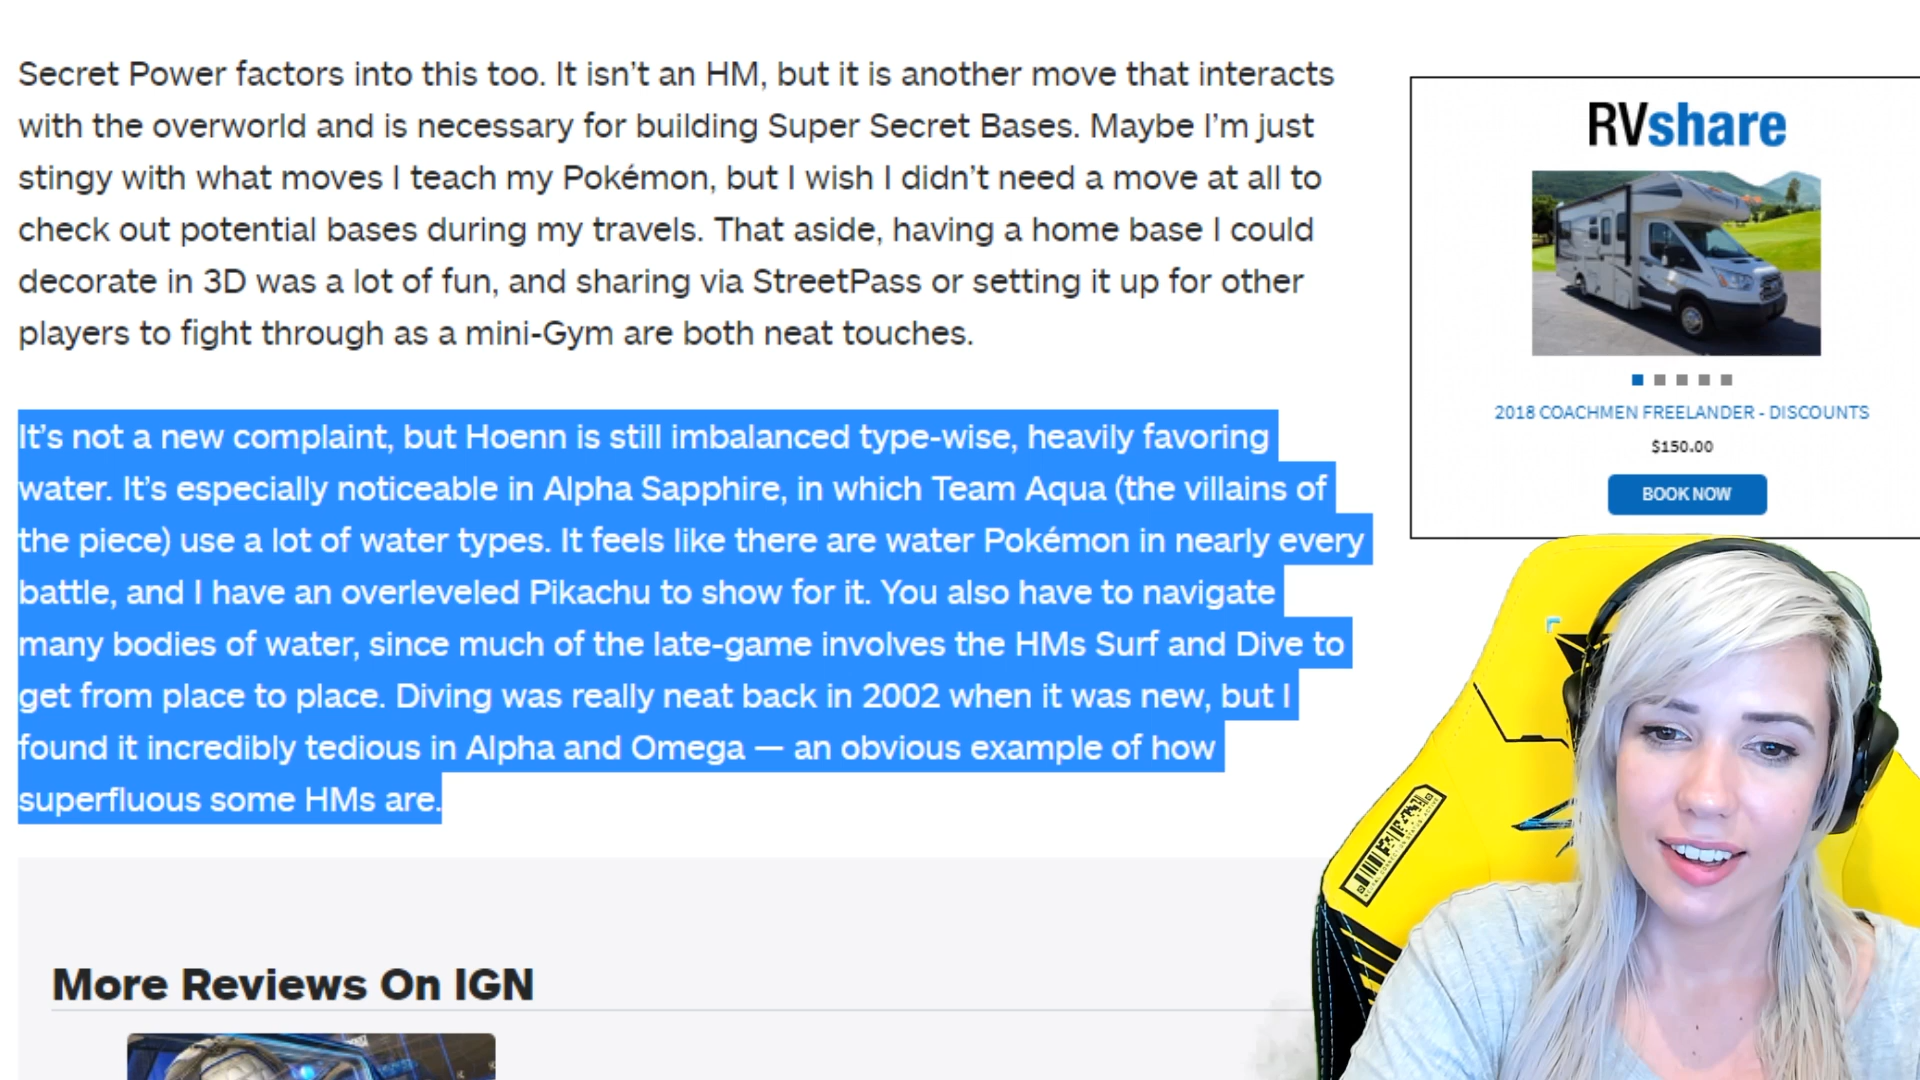 Secret Power factors into this too. It isn’t an HM, but it is another move that interacts
with the overworld and is necessary for building Super Secret Bases. Maybe I’m just
stingy with what moves I teach my Pokémon, but I wish I didn’t need a move at all to
check out potential bases during my travels. That aside, having a home base I could
decorate in 3D was a lot of fun, and sharing via StreetPass or setting it up for other
players to fight through as a mini-Gym are both neat touches.
It’s not a new complaint, but Hoenn is still imbalanced type-wise, heavily favoring
water. It’s especially noticeable in Alpha Sapphire, in which Team Aqua (the villains of
the piece) use a lot of water types. It feels like there are water Pokémon in nearly every
battle, and I have an overleveled Pikachu to show for it. You also have to navigate
many bodies of water, since much of the late-game involves the HMs Surf and Dive to
get from place to place. Diving was really neat back in 2002 when it was new, but I
found it incredibly tedious in Alpha and Omega — an obvious example of how
superfluous some HMs are.
More Reviews On IGN
RVshare
2018 COACHMEN FREELANDER - DISCOUNTS
$150.00
BOOK NOW